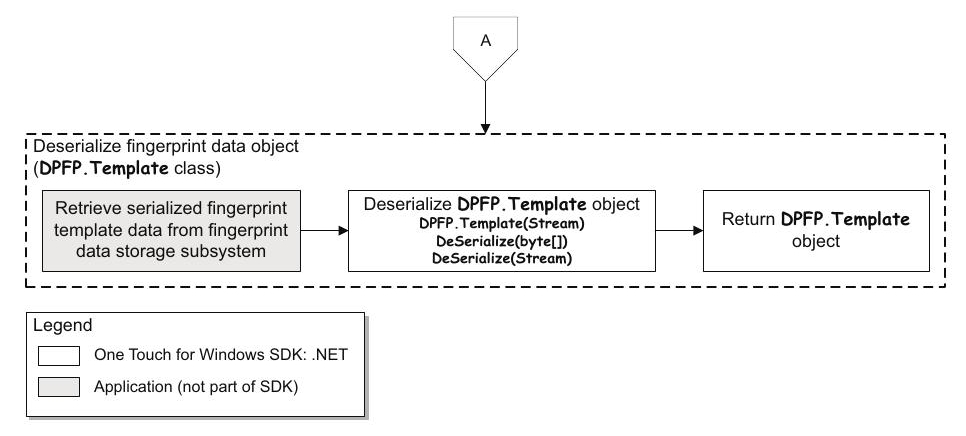 A
Deserialize fingerprint data object
(DPFP.Template class)
Retrieve serialized fingerprint
template data from fingerprint
data storage subsystem
Deserialize DPFP.Template object
DPFP.Template(Stream)
DeSerialize(byte[])
DeSerialize(Stream)
Return DPFP.Template
object
Legend
One Touch for Windows SDK: .NET
Application (not part of SDK)